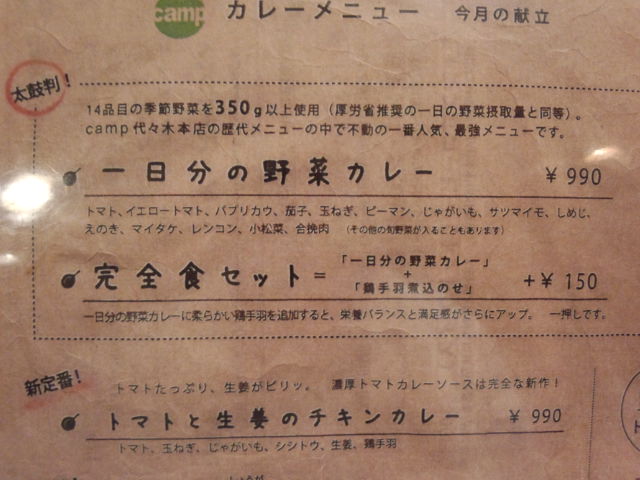 camp カレーメニュー 今月の献立
太鼓判!
14品目の季節野菜を350g以上使用（厚労省推奨の一日の野菜摂取量と同等）。
camp代々木本店の歴代メニューの中で不動の一番人気、最強メニューです。
一日分の野菜カレー ¥990
トマト、イエロートマト、パプリカウ、茄子、玉ねぎ、ピーマン、じゃがいも、サツマイモ、しめじ、
えのき、マイタケ、レンコン、小松菜、合挽肉 （その他の旬野菜が入ることもあります）
完全食セット=「一日分の野菜カレー」+「鶏手羽煮込のせ」 +¥150
一日分の野菜カレーに柔らかい鶏手羽を追加すると、栄養バランスと満足感がさらにアップ。 一押しです。
新定番!
トマトたっぷり、生姜がピリッ。 濃厚トマトカレーソースは完全な新作！
トマトと生姜のチキンカレー ¥990
トマト、玉ねぎ、じゃがいも、シシトウ、生姜、鶏手羽